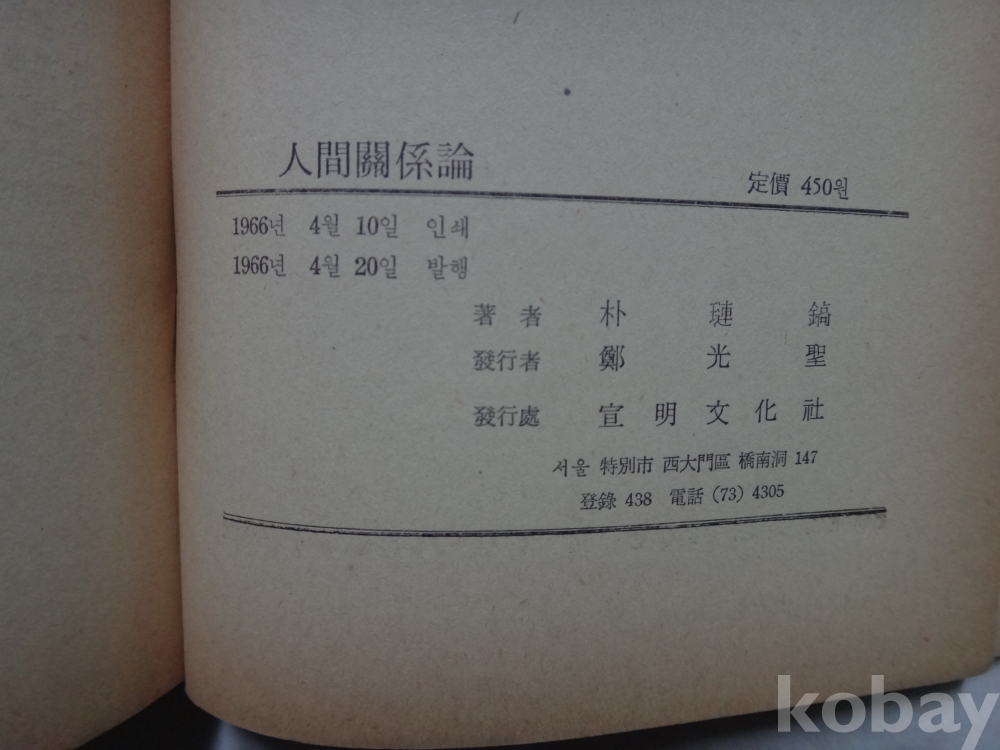 人間關係論
定價 450원
1966년 4월 10일 인쇄
1966년 4월 20일 발행
著者 朴璉鎬
發行者 鄭光聖
發行處 宣明文化社
서울 特別市 西大門區 橋南洞 147
登錄 438 電話 (73) 4305
kobay